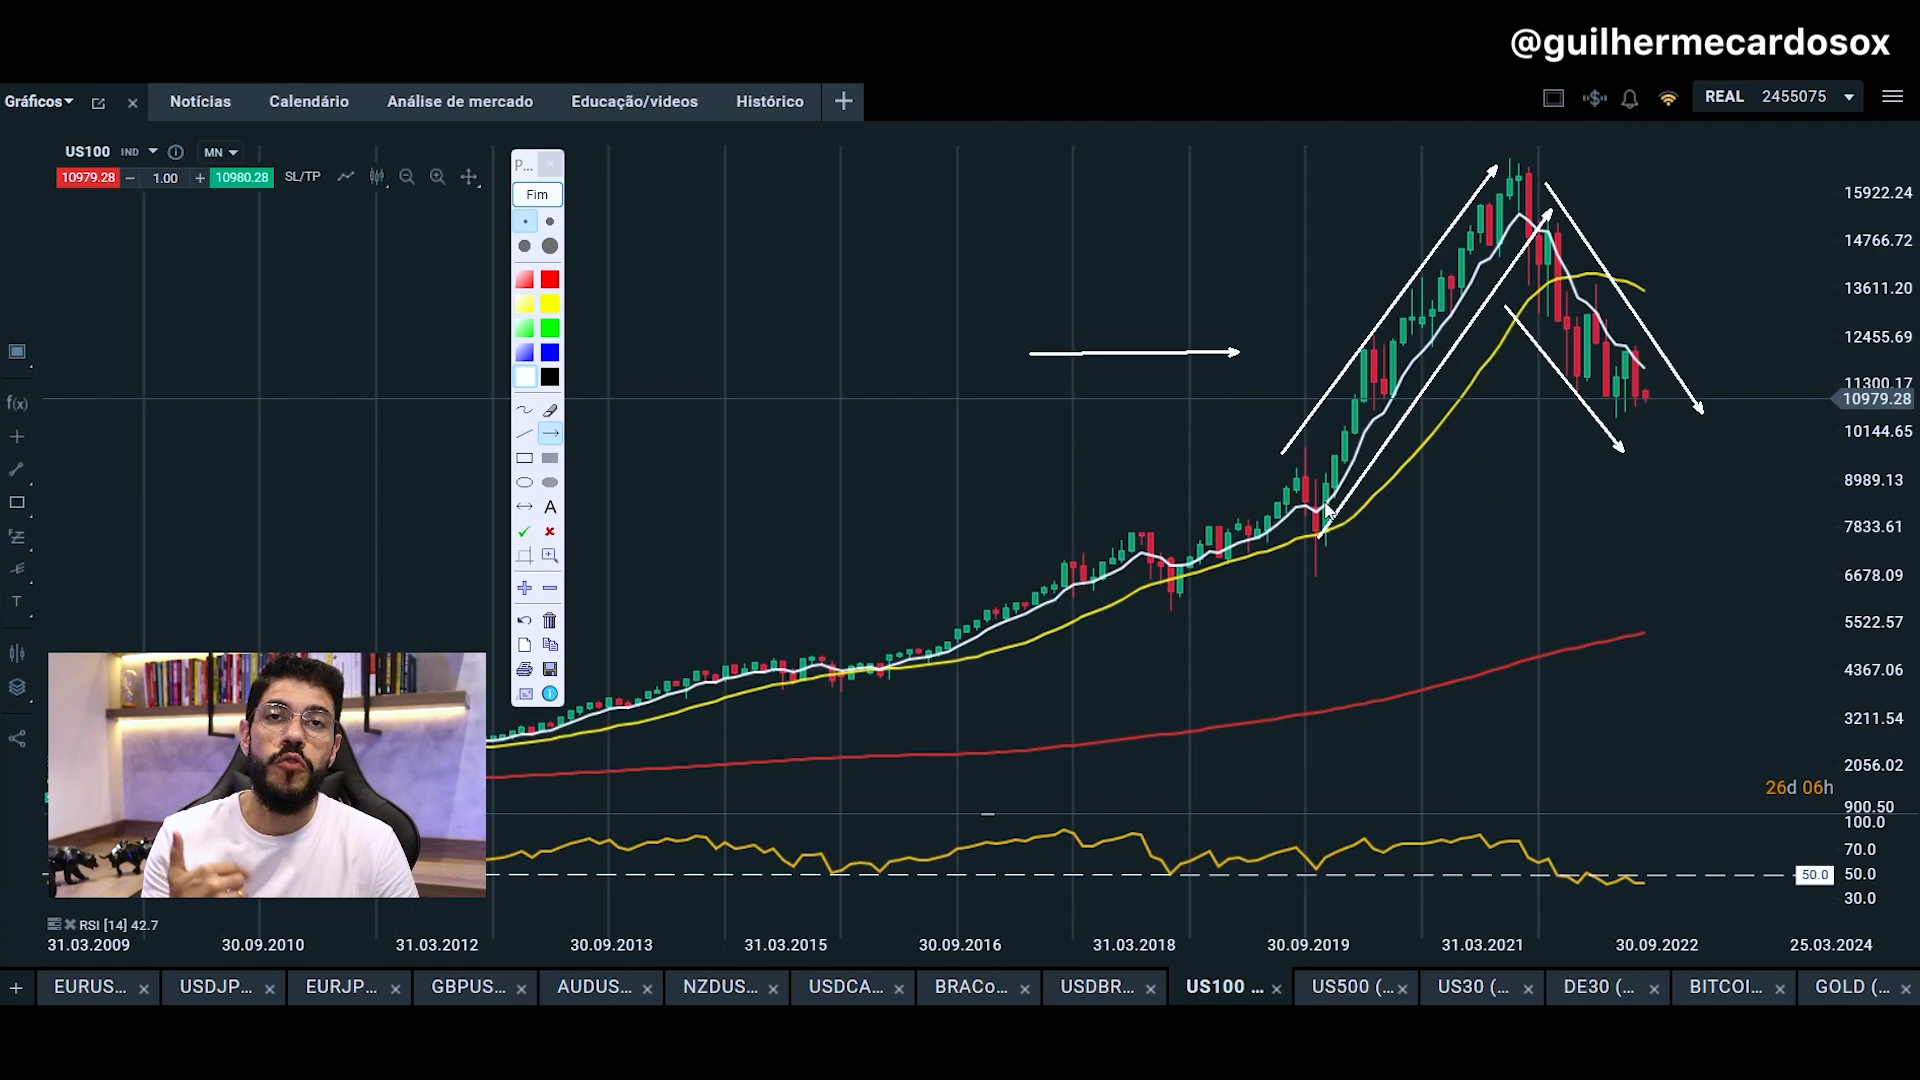 @guilhermecardosox
Gráficos Notícias Calendário Análise de mercado Educação/videos Histórico + REAL 2455075
US100 IND MN
10979.28 − 1.00 + 10980.28 SL/TP
P...
Fim
A
f(x)
T
15922.24
14766.72
13611.20
12455.69
11300.17
10979.28
10144.65
8989.13
7833.61
6678.09
5522.57
4367.06
3211.54
2056.02
26d 06h
900.50
100.0
70.0
50.0 50.0
30.0
RSI [14] 42.7
31.03.2009 30.09.2010 31.03.2012 30.09.2013 31.03.2015 30.09.2016 31.03.2018 30.09.2019 31.03.2021 30.09.2022 25.03.2024
+ EURUS... × USDJP... × EURJP... × GBPUS... × AUDUS... × NZDUS... × USDCA... × BRACo... × USDBR... × US100 ... × US500 (... × US30 (... × DE30 (... × BITCOI... × GOLD (... ×